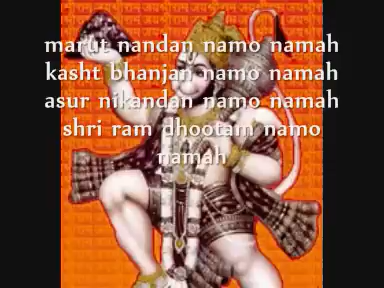 marut nandan namo namah
kasht bhanjan namo namah
asur nikandan namo namah
shri ram dhootam namo
namah